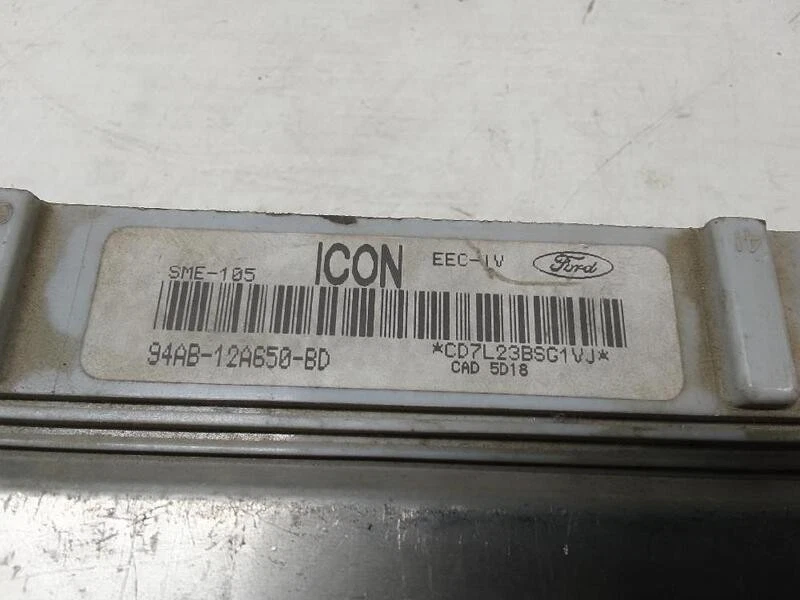 SME-105 ICON EEC-IV Ford
94AB-12A650-BD *CD7L23BSG1VJ*
CAD 5D18